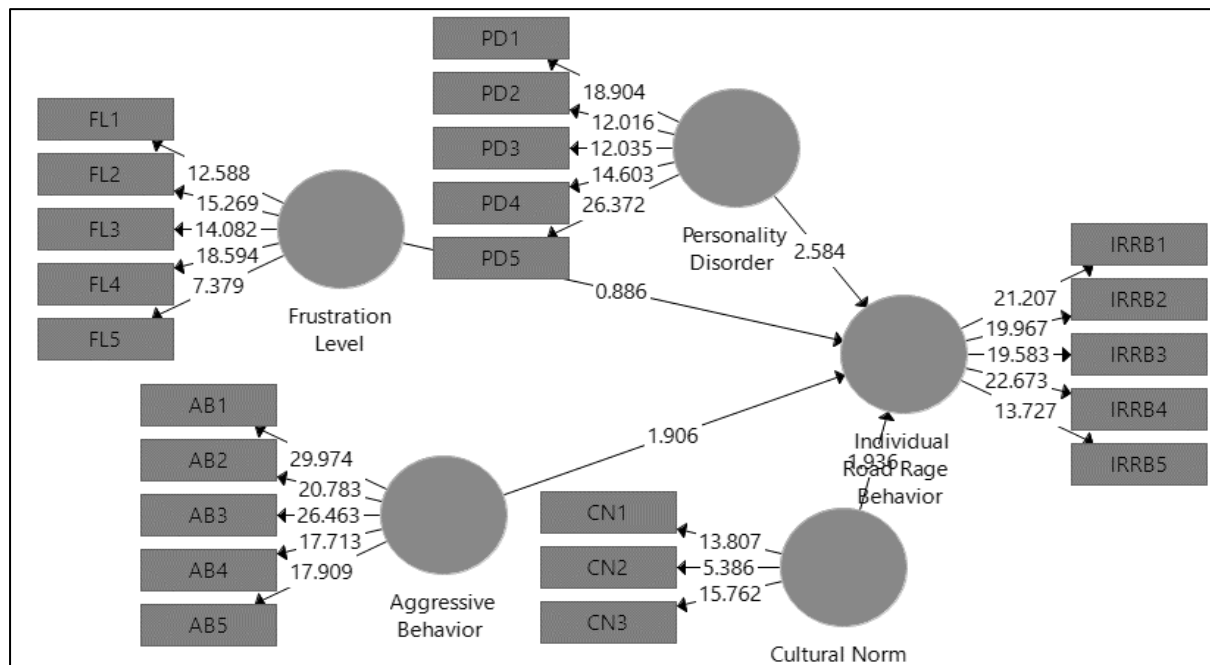 PD1
PD2
PD3
PD4
PD5
18.904
12.016
12.035
14.603
26.372
Personality
Disorder
2.584
FL1
FL2
FL3
FL4
FL5
12.588
15.269
14.082
18.594
7.379
Frustration
Level
0.886
IRRB1
IRRB2
IRRB3
IRRB4
IRRB5
21.207
19.967
19.583
22.673
13.727
Individual
Road Rage
Behavior
1.936
AB1
AB2
AB3
AB4
AB5
29.974
20.783
26.463
17.713
17.909
Aggressive
Behavior
1.906
CN1
CN2
CN3
13.807
5.386
15.762
Cultural Norm